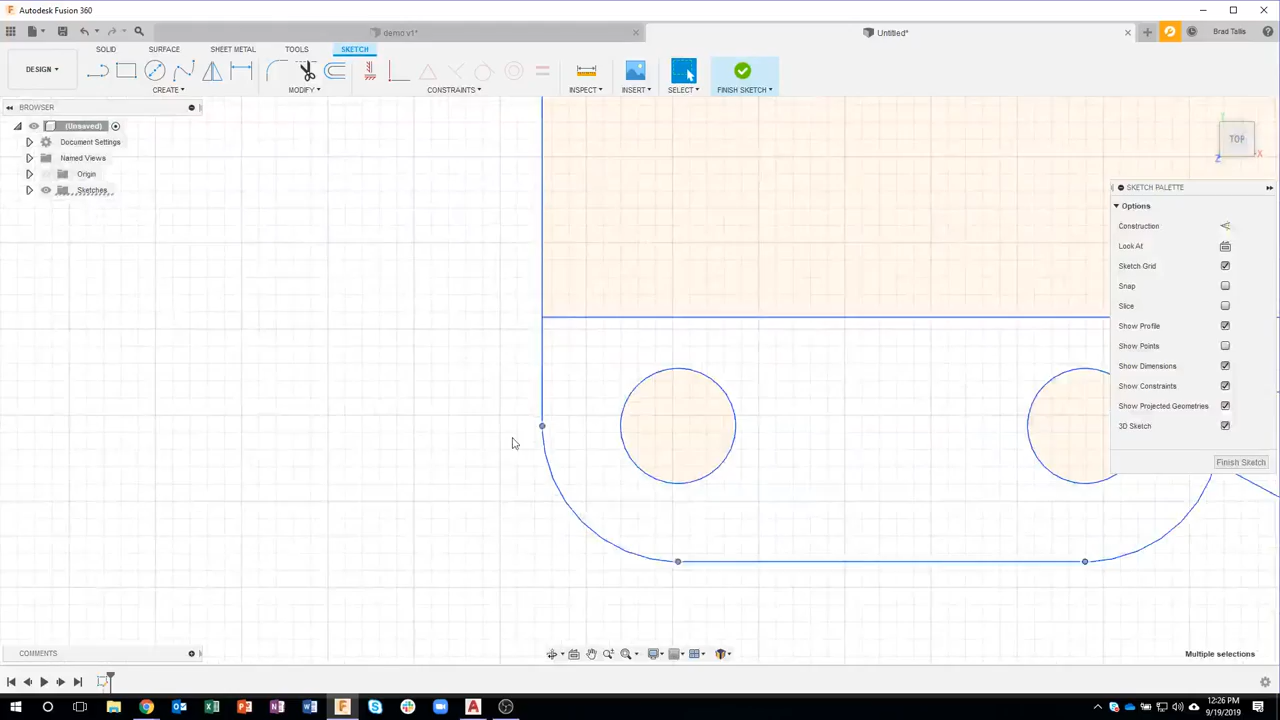 Autodesk Fusion 360
demo v1*
Untitled*
Brad Tallis
DESIGN
SOLID
SURFACE
SHEET METAL
TOOLS
SKETCH
CREATE
MODIFY
CONSTRAINTS
INSPECT
INSERT
SELECT
FINISH SKETCH
BROWSER
(Unsaved)
Document Settings
Named Views
Origin
Sketches
TOP
X
Y
Z
SKETCH PALETTE
Options
Construction
Look At
Sketch Grid
Snap
Slice
Show Profile
Show Points
Show Dimensions
Show Constraints
Show Projected Geometries
3D Sketch
Finish Sketch
COMMENTS
Multiple selections
12:26 PM
9/19/2019